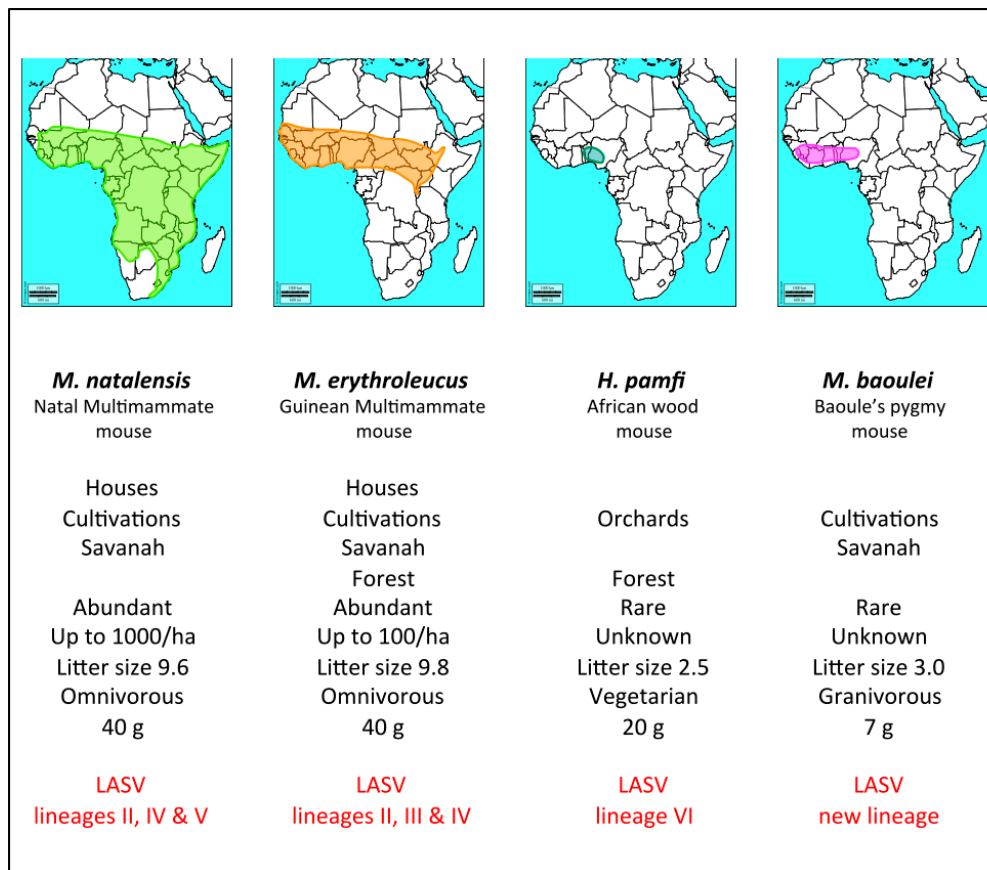 M. natalensis
Natal Multimammate
mouse
Houses
Cultivations
Savanah
Abundant
Up to 1000/ha
Litter size 9.6
Omnivorous
40 g
LASV
lineages II, IV & V
M. erythroleucus
Guinean Multimammate
mouse
Houses
Cultivations
Savanah
Forest
Abundant
Up to 100/ha
Litter size 9.8
Omnivorous
40 g
LASV
lineages II, III & IV
H. pamfi
African wood
mouse
Orchards
Forest
Rare
Unknown
Litter size 2.5
Vegetarian
20 g
LASV
lineage VI
M. baoulei
Baoule's pygmy
mouse
Cultivations
Savanah
Rare
Unknown
Litter size 3.0
Granivorous
7 g
LASV
new lineage